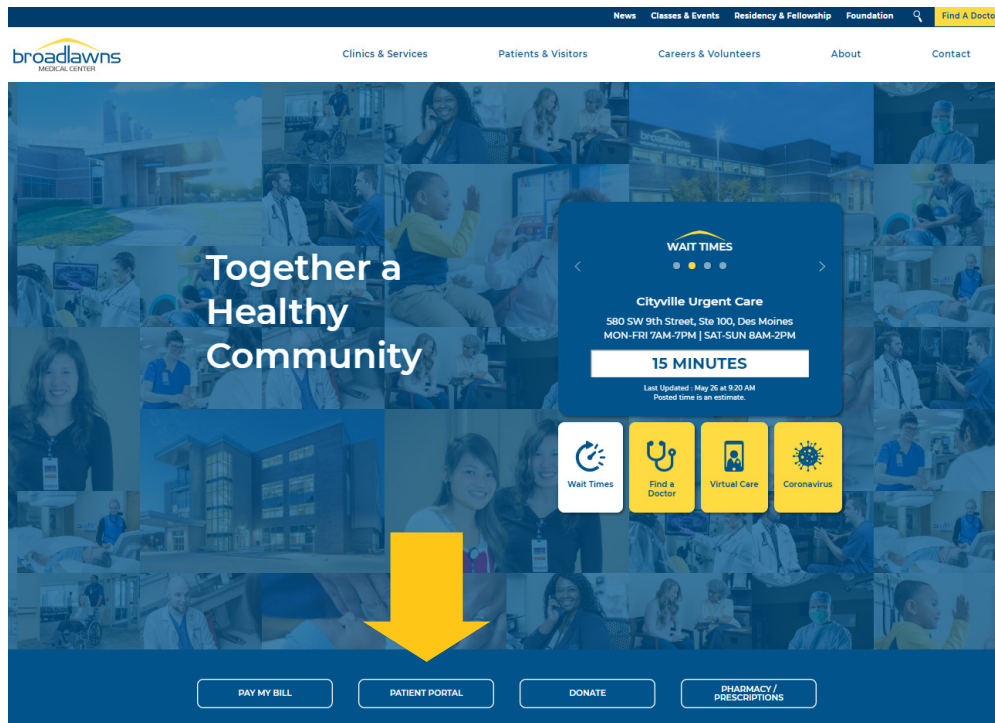 News Classes & Events Residency & Fellowship Foundation Find A Docto
broadlawns
MEDICAL CENTER
Clinics & Services Patients & Visitors Careers & Volunteers About Contact
broadlawns
Together a
Healthy
Community
WAIT TIMES
Cityville Urgent Care
580 SW 9th Street, Ste 100, Des Moines
MON-FRI 7AM-7PM | SAT-SUN 8AM-2PM
15 MINUTES
Last Updated : May 26 at 9:20 AM
Posted time is an estimate.
Wait Times
Find a
Doctor
Virtual Care
Coronavirus
PAY MY BILL
PATIENT PORTAL
DONATE
PHARMACY /
PRESCRIPTIONS